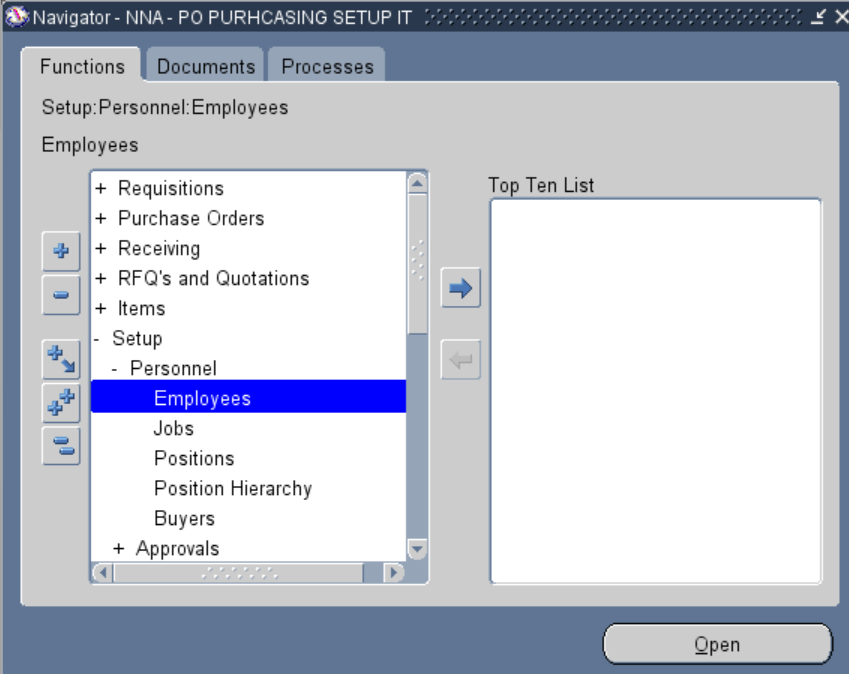 Navigator - NNA - PO PURHCASING SETUP IT
Functions Documents Processes
Setup:Personnel:Employees
Employees
+ Requisitions
+ Purchase Orders
+ Receiving
+ RFQ's and Quotations
+ Items
- Setup
- Personnel
Employees
Jobs
Positions
Position Hierarchy
Buyers
+ Approvals
Top Ten List
Open